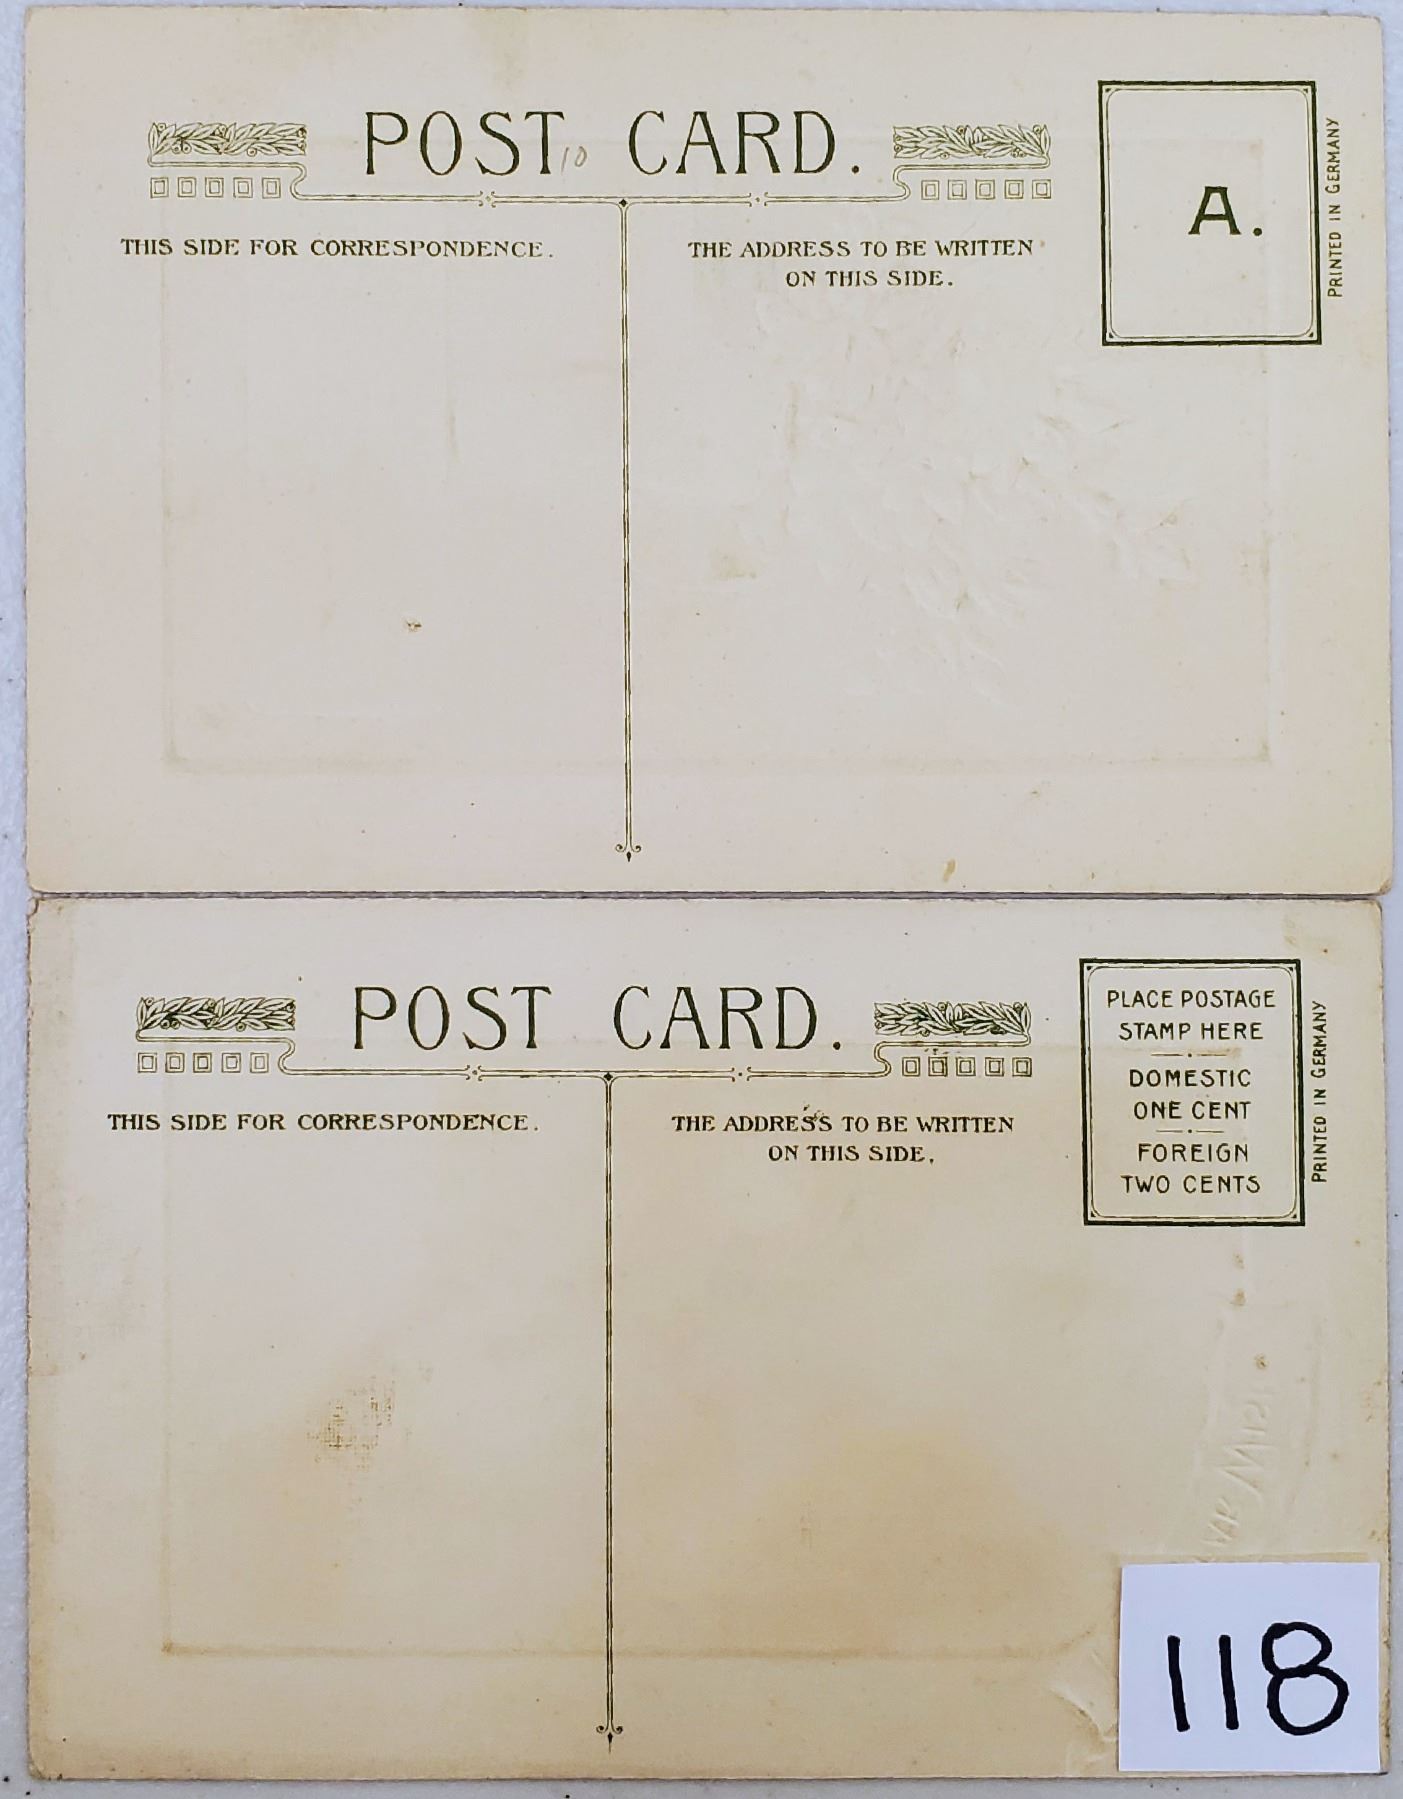 POST CARD.
10
THIS SIDE FOR CORRESPONDENCE.
THE ADDRESS TO BE WRITTEN
ON THIS SIDE.
A.
PRINTED IN GERMANY
POST CARD.
THIS SIDE FOR CORRESPONDENCE.
THE ADDRESS TO BE WRITTEN
ON THIS SIDE.
PLACE POSTAGE
STAMP HERE
DOMESTIC
ONE CENT
FOREIGN
TWO CENTS
PRINTED IN GERMANY
118